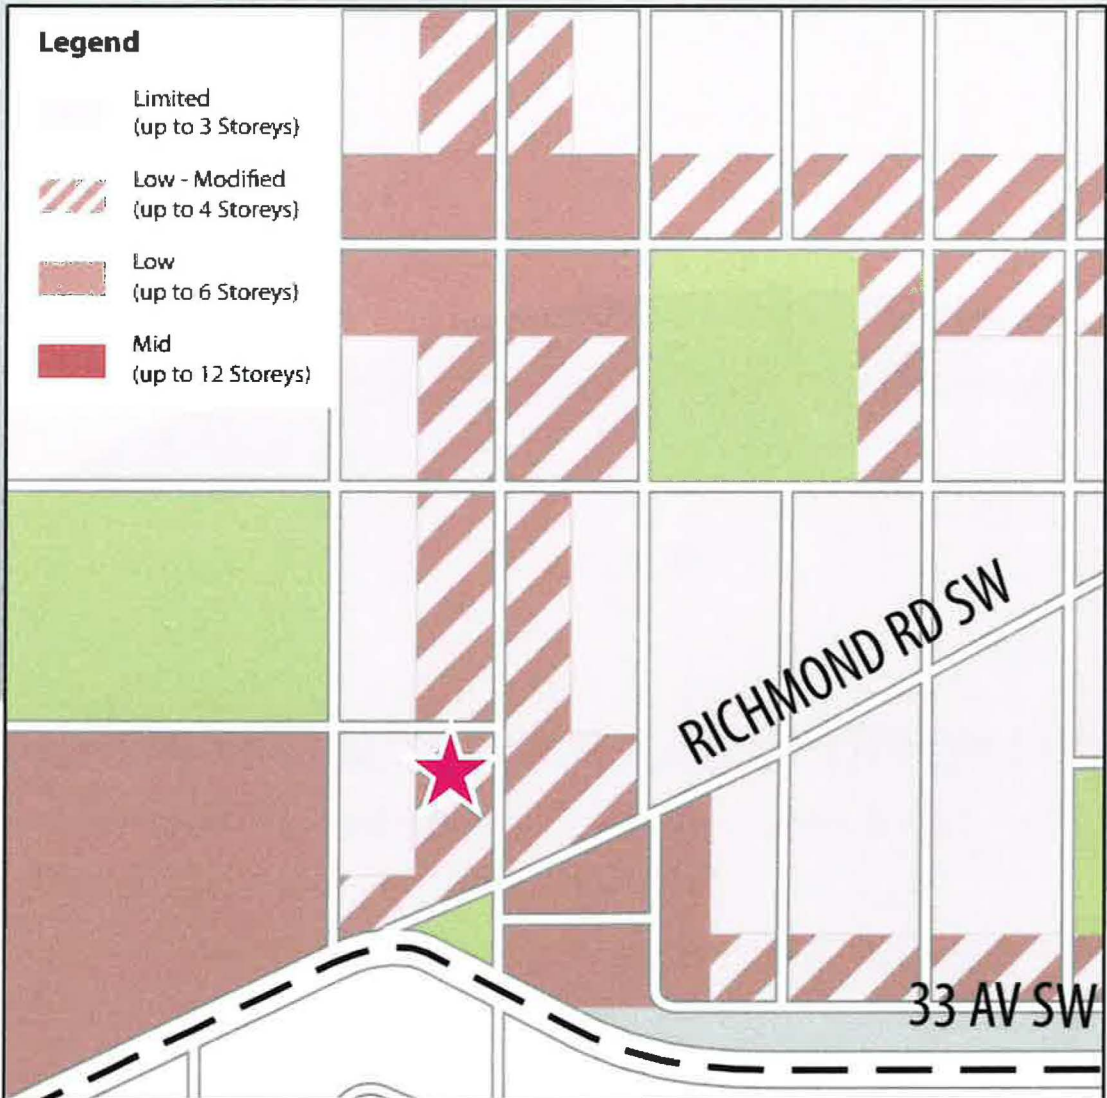 Legend
Limited
(up to 3 Storeys)
Low - Modified
(up to 4 Storeys)
Low
(up to 6 Storeys)
Mid
(up to 12 Storeys)
RICHMOND RD SW
33 AV SW